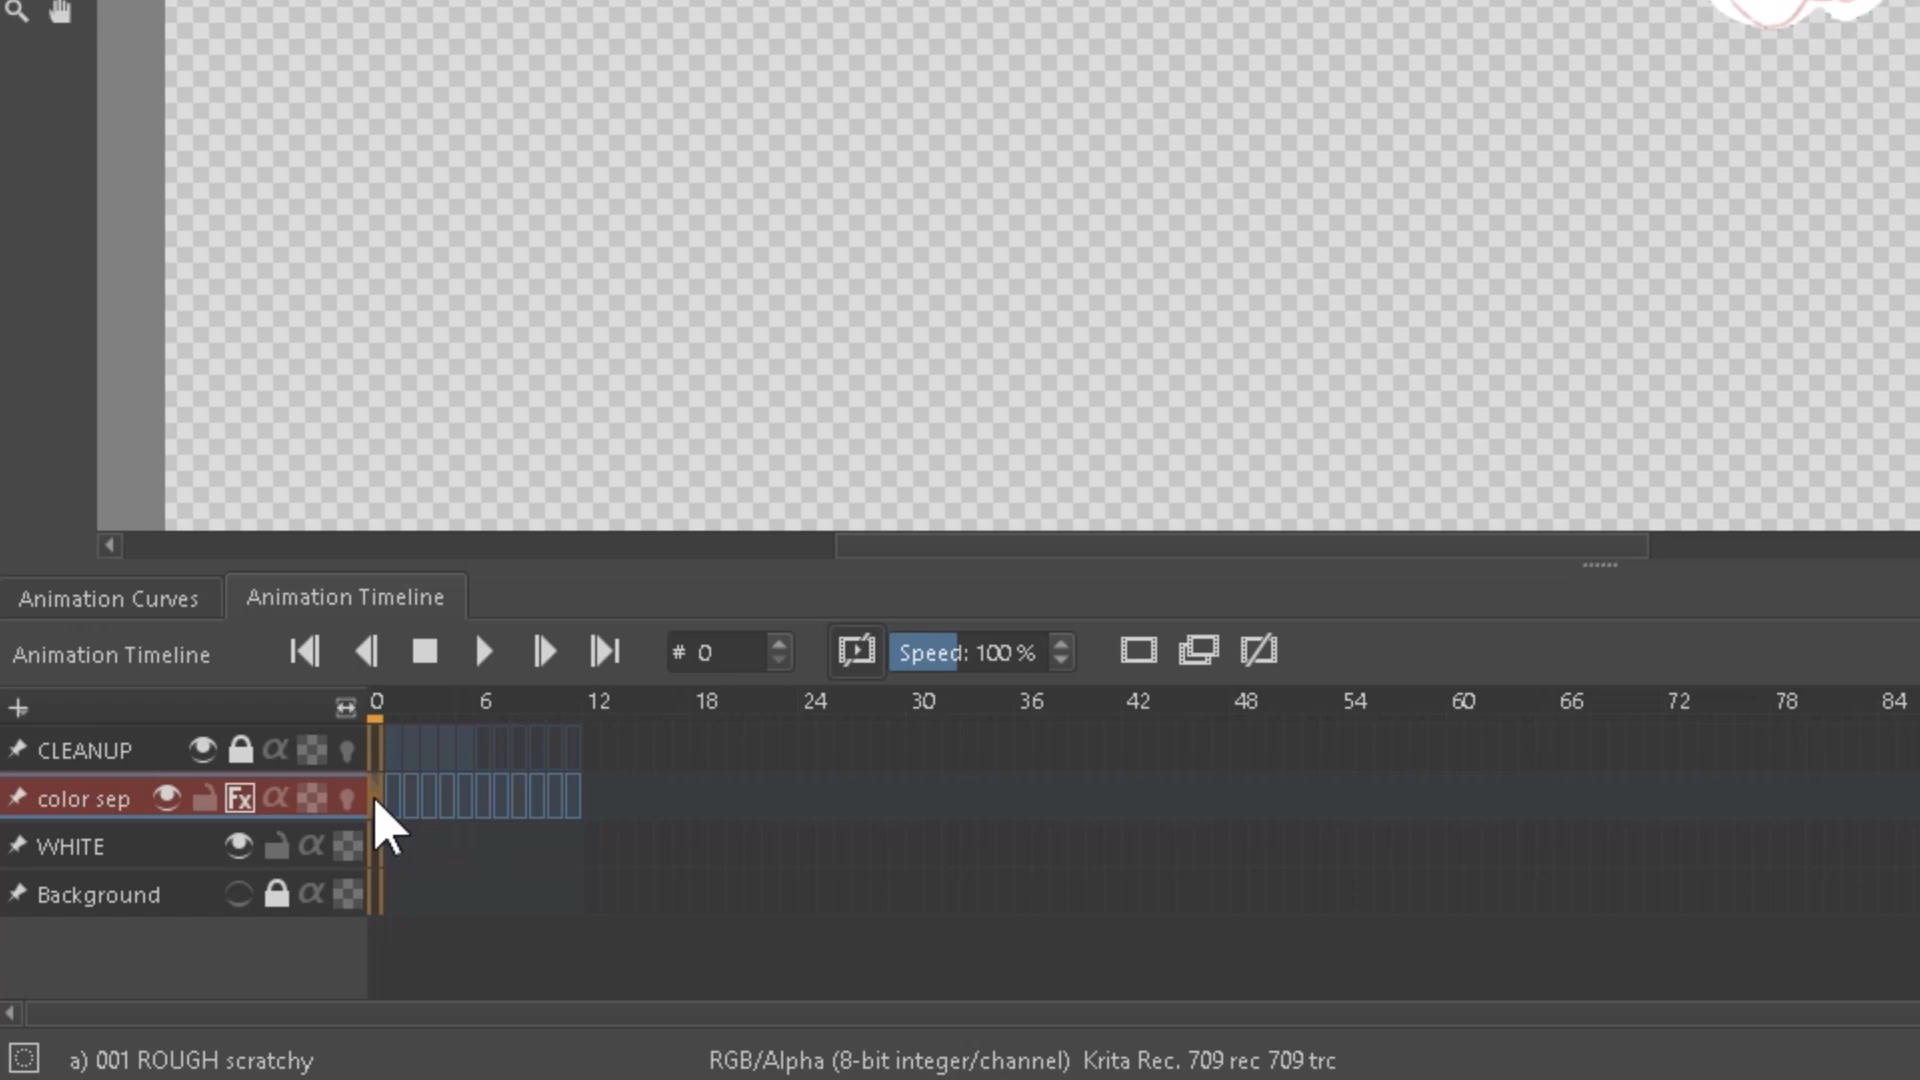 Animation Curves
Animation Timeline
Animation Timeline
# 0
Speed: 100 %
0 6 12 18 24 30 36 42 48 54 60 66 72 78 84
CLEANUP α
color sep Fx α
WHITE α
Background α
a) 001 ROUGH scratchy
RGB/Alpha (8-bit integer/channel) Krita Rec. 709 rec 709 trc